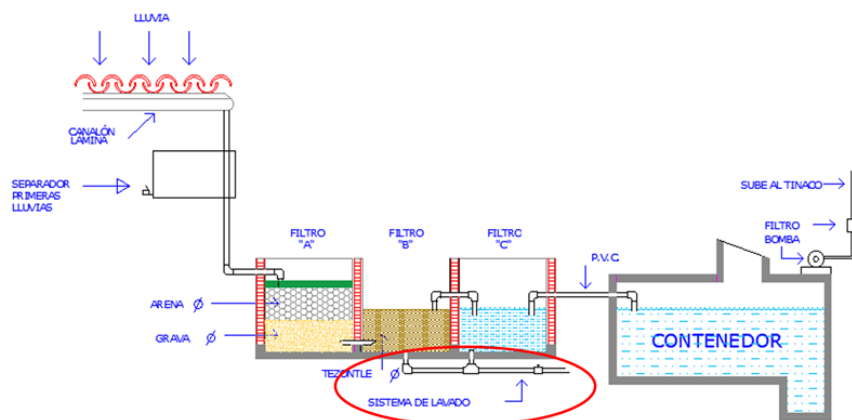 LLUVIA
CANALÓN
LAMINA
SEPARADOR
PRIMERAS
LLUVIAS
SUBE AL TINACO
FILTRO
"A"
FILTRO
"B"
FILTRO
"C"
FILTRO
BOMBA
P.V.C
ARENA Ø
GRAVA Ø
CONTENEDOR
TEZONTLE Ø
SISTEMA DE LAVADO